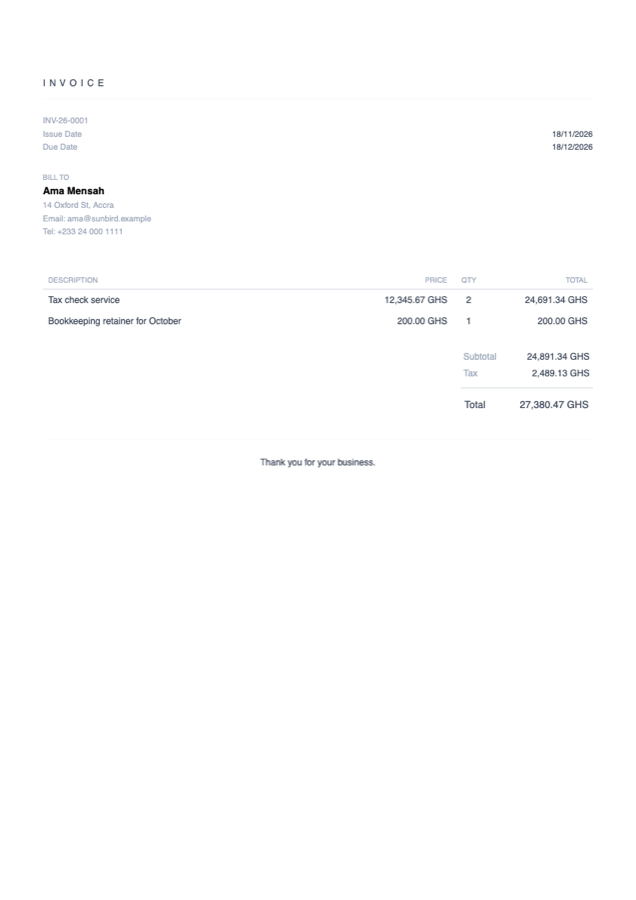 INVOICE
INV-26-0001
Issue Date 18/11/2026
Due Date 18/12/2026
BILL TO
Ama Mensah
14 Oxford St, Accra
Email: ama@sunbird.example
Tel: +233 24 000 1111
DESCRIPTION PRICE QTY TOTAL
Tax check service 12,345.67 GHS 2 24,691.34 GHS
Bookkeeping retainer for October 200.00 GHS 1 200.00 GHS
Subtotal 24,891.34 GHS
Tax 2,489.13 GHS
Total 27,380.47 GHS
Thank you for your business.